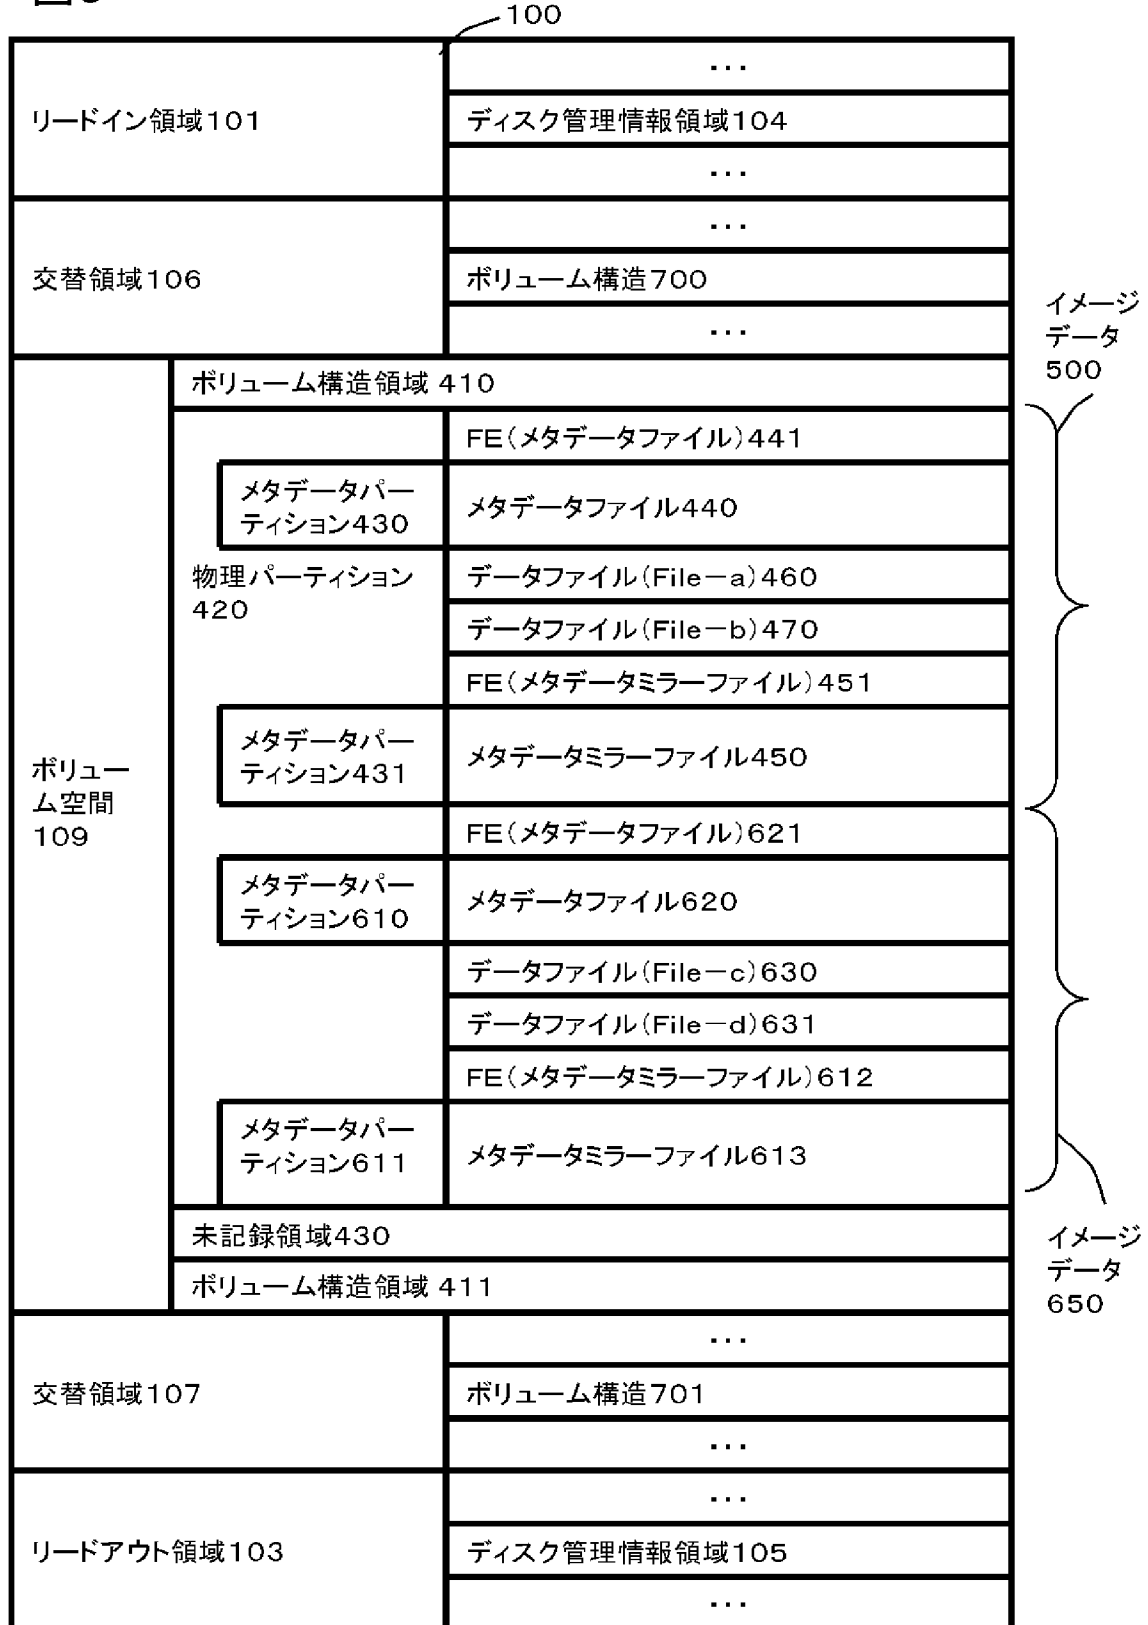 100
・・・
リードイン領域101
ディスク管理情報領域104
・・・
・・・
交替領域106
ボリューム構造700
・・・
イメージ
データ
500
ボリューム構造領域 410
FE(メタデータファイル)441
メタデータパー
ティション430
メタデータファイル440
物理パーティション
420
データファイル(File－a)460
データファイル(File－b)470
FE(メタデータミラーファイル)451
メタデータパー
ティション431
メタデータミラーファイル450
ボリュー
ム空間
109
FE(メタデータファイル)621
メタデータパー
ティション610
メタデータファイル620
データファイル(File－c)630
データファイル(File－d)631
FE(メタデータミラーファイル)612
メタデータパー
ティション611
メタデータミラーファイル613
未記録領域430
イメージ
データ
650
ボリューム構造領域 411
・・・
交替領域107
ボリューム構造701
・・・
・・・
リードアウト領域103
ディスク管理情報領域105
・・・